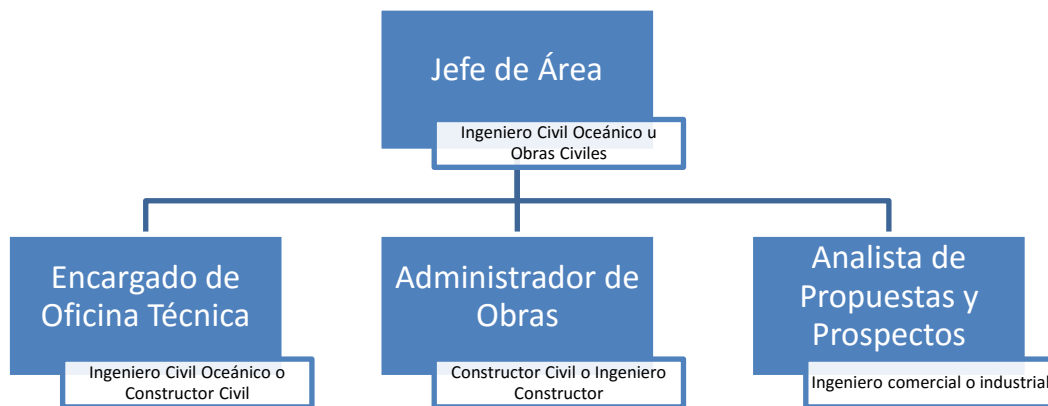 Jefe de Área
Ingeniero Civil Oceánico u
Obras Civiles
Encargado de
Oficina Técnica
Ingeniero Civil Oceánico o
Constructor Civil
Administrador de
Obras
Constructor Civil o Ingeniero
Constructor
Analista de
Propuestas y
Prospectos
Ingeniero comercial o industrial